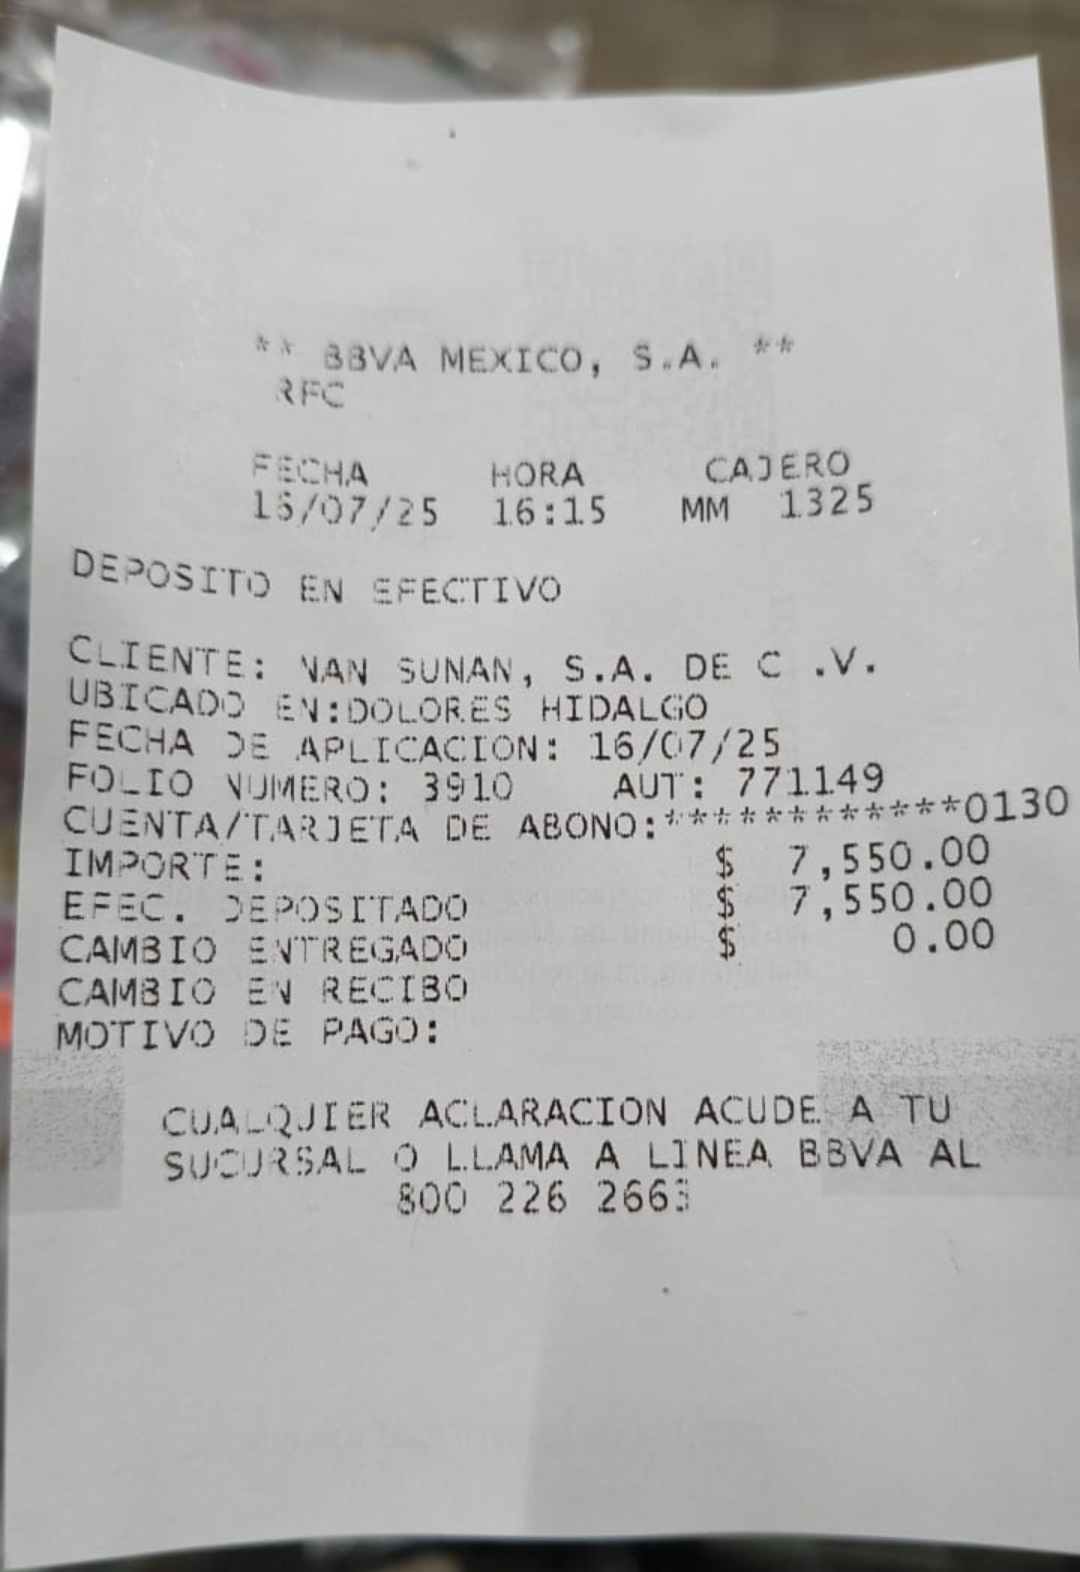 ** BBVA MEXICO, S.A. **
RFC
FECHA HORA CAJERO
16/07/25 16:15 MM 1325
DEPOSITO EN EFECTIVO
CLIENTE: NAN SUNAN, S.A. DE C .V.
UBICADO EN:DOLORES HIDALGO
FECHA DE APLICACION: 16/07/25
FOLIO NUMERO: 3910 AUT: 771149
CUENTA/TARJETA DE ABONO:************0130
IMPORTE: $ 7,550.00
EFEC. DEPOSITADO $ 7,550.00
CAMBIO ENTREGADO $ 0.00
CAMBIO EN RECIBO
MOTIVO DE PAGO:
CUALQUIER ACLARACION ACUDE A TU
SUCURSAL O LLAMA A LINEA BBVA AL
800 226 2663